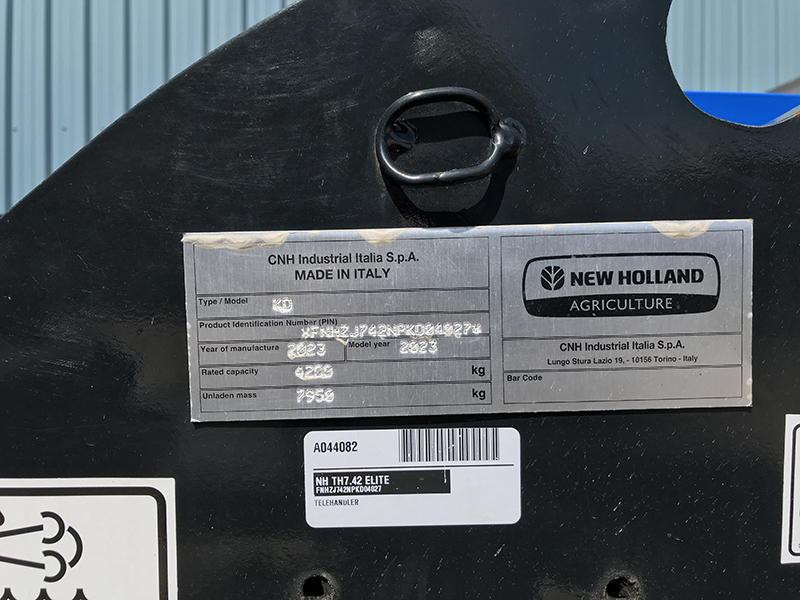 CNH Industrial Italia S.p.A.
MADE IN ITALY
Type / Model KD
Product Identification Number (PIN)
*FNHZJ742NPKD04027*
Year of manufacture 2023 Model year 2023
Rated capacity 4200 kg
Unladen mass 7950 kg
NEW HOLLAND
AGRICULTURE
CNH Industrial Italia S.p.A.
Lungo Stura Lazio 19, - 10156 Torino - Italy
Bar Code
A044082
NH TH7.42 ELITE
FNHZJ742NPKD04027
TELEHANDLER